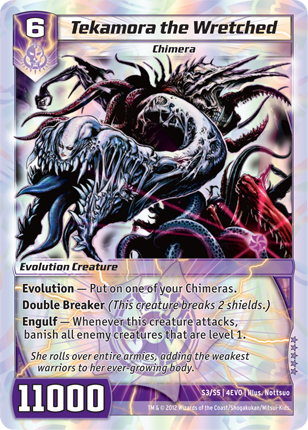 6
Tekamora the Wretched
Chimera
Evolution Creature
Evolution — Put on one of your Chimeras.
Double Breaker (This creature breaks 2 shields.)
Engulf — Whenever this creature attacks,
banish all enemy creatures that are level 1.
She rolls over entire armies, adding the weakest
warriors to her ever-growing body.
11000
S3/S5 | 4EVO | Illus. Nottsuo
TM & © 2012 Wizards of the Coast/Shogakukan/Mitsui-Kids.